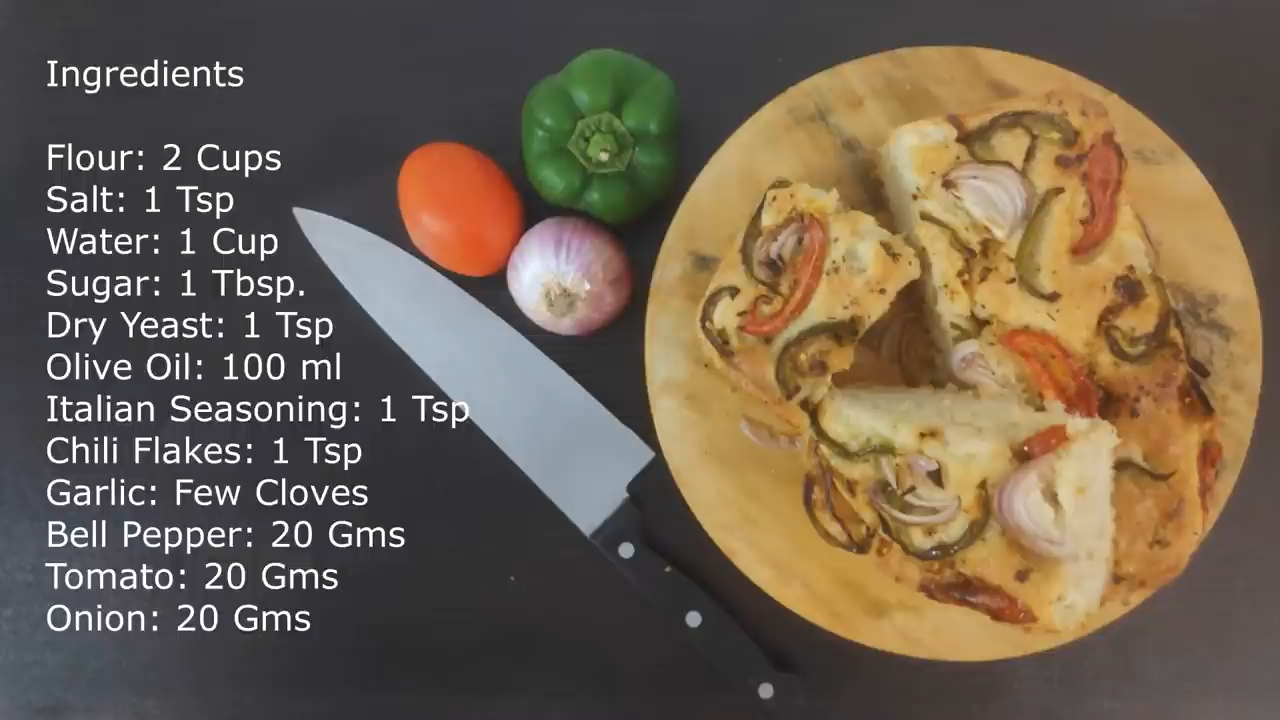 Ingredients
Flour: 2 Cups
Salt: 1 Tsp
Water: 1 Cup
Sugar: 1 Tbsp.
Dry Yeast: 1 Tsp
Olive Oil: 100 ml
Italian Seasoning: 1 Tsp
Chili Flakes: 1 Tsp
Garlic: Few Cloves
Bell Pepper: 20 Gms
Tomato: 20 Gms
Onion: 20 Gms